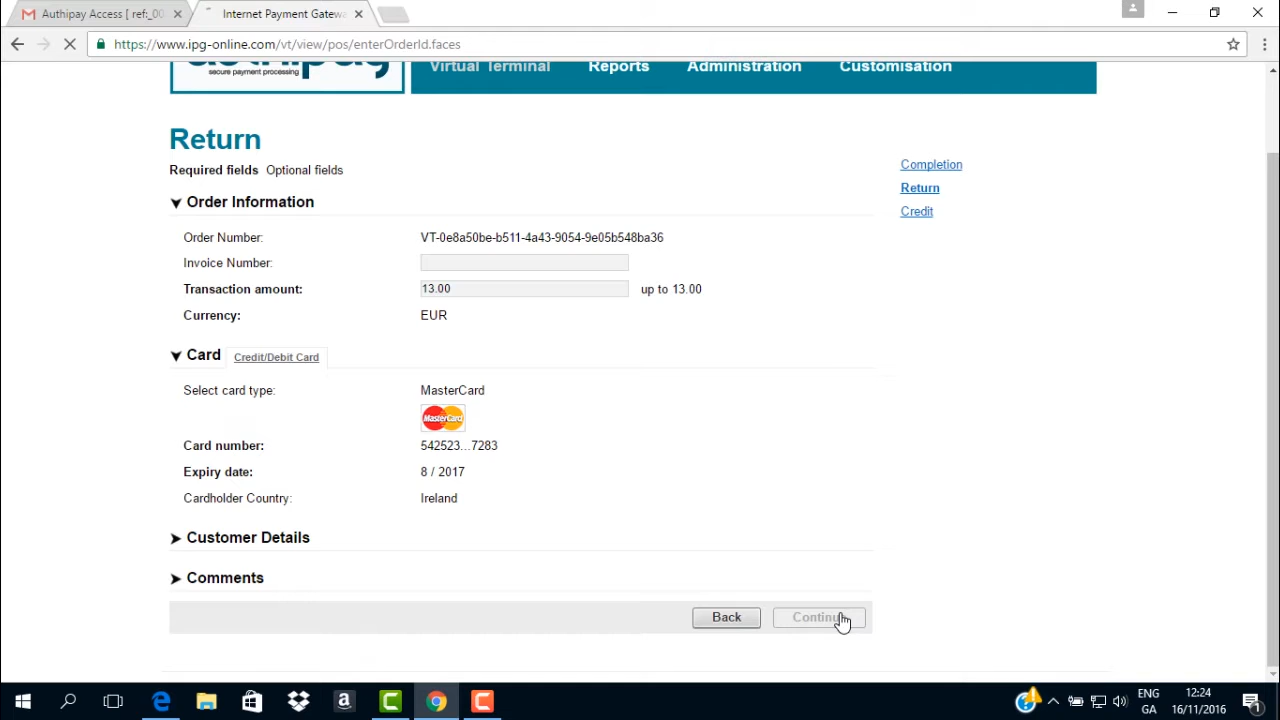 Authipay Access [ ref:_00
Internet Payment Gatewa
https://www.ipg-online.com/vt/view/pos/enterOrderId.faces
authipay
secure payment processing
Virtual Terminal
Reports
Administration
Customisation
Return
Required fields Optional fields
Completion
Return
Credit
Order Information
Order Number: VT-0e8a50be-b511-4a43-9054-9e05b548ba36
Invoice Number:
Transaction amount: 13.00 up to 13.00
Currency: EUR
Card Credit/Debit Card
Select card type: MasterCard
MasterCard
Card number: 542523...7283
Expiry date: 8 / 2017
Cardholder Country: Ireland
Customer Details
Comments
Back Continu
ENG 12:24
GA 16/11/2016
1